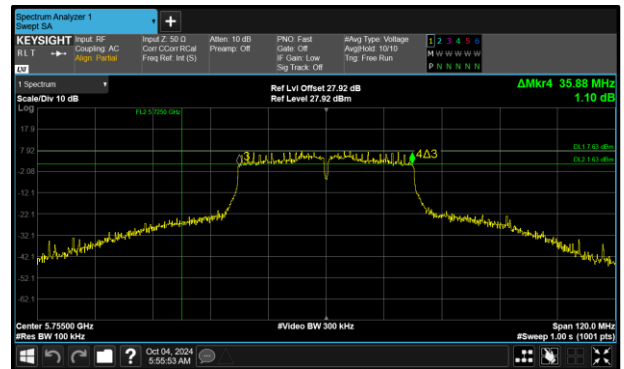 Spectrum Analyzer 1
Swept SA
+
KEYSIGHT Input: RF Input Z: 50 Ω Atten: 10 dB PNO: Fast #Avg Type: Voltage 1 2 3 4 5 6
RLT Coupling: AC Corr CCorr RCal Preamp: Off Gate: Off Avg|Hold: 10/10 M W W W W W
Align: Partial Freq Ref: Int (S) IF Gain: Low Trig: Free Run
Sig Track: Off P N N N N N
1 Spectrum Ref Lvl Offset 27.92 dB ΔMkr4 35.88 MHz
Scale/Div 10 dB Ref Level 27.92 dBm 1.10 dB
Log FL2 5.7250 GHz
17.9
7.92 3 4Δ3 DL1 7.63 dBm
DL2 1.63 dBm
-2.08
-12.1
-22.1
-32.1
-42.1
-52.1
-62.1
Center 5.75500 GHz #Video BW 300 kHz Span 120.0 MHz
#Res BW 100 kHz #Sweep 1.00 s (1001 pts)
? Oct 04, 2024
5:55:53 AM